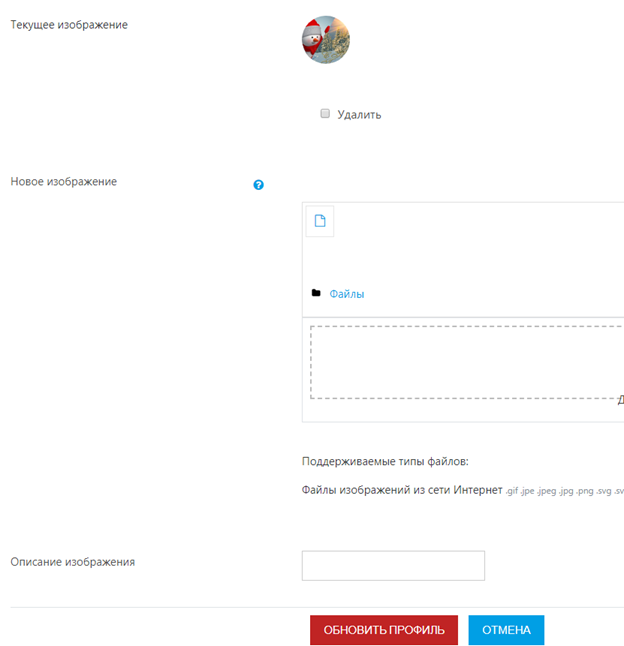 Текущее изображение
Удалить
Новое изображение
Файлы
Поддерживаемые типы файлов:
Файлы изображений из сети Интернет .gif .jpe .jpeg .jpg .png .svg .sv
Описание изображения
ОБНОВИТЬ ПРОФИЛЬ ОТМЕНА